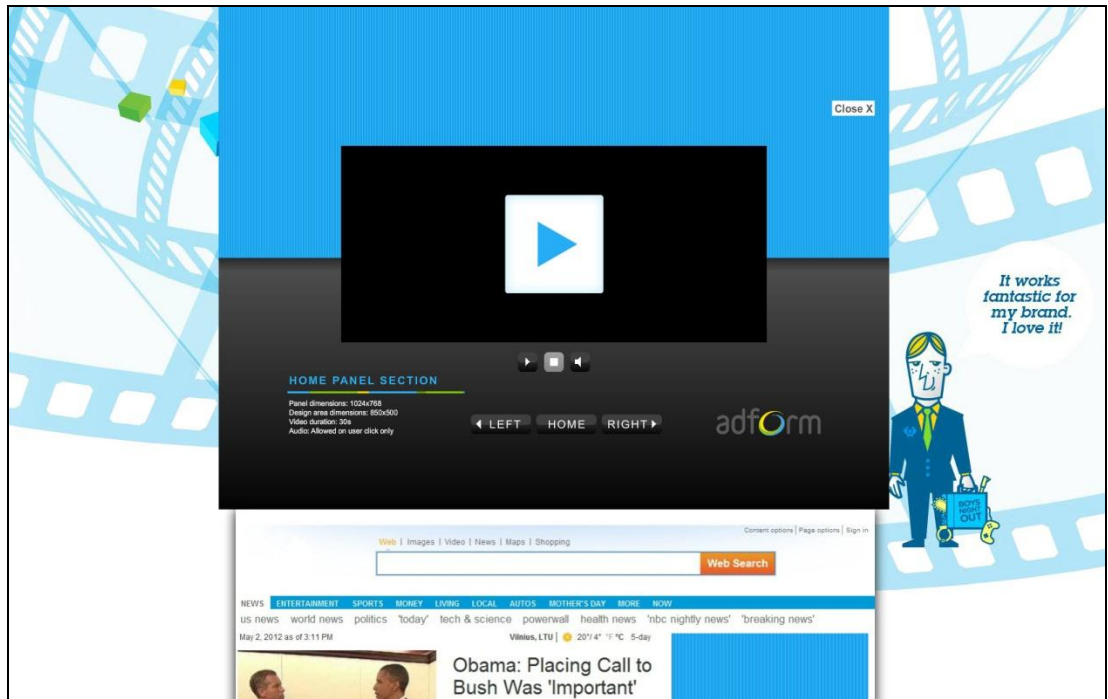 Close X
It works
fantastic for
my brand.
I love it!
HOME PANEL SECTION
Panel dimensions: 1024x768
Design area dimensions: 850x500
Video duration: 30s
Audio: Allowed on user click only
LEFT HOME RIGHT
adform
BOYS
NIGHT
OUT
Content options | Page options | Sign in
Web | Images | Video | News | Maps | Shopping
Web Search
NEWS ENTERTAINMENT SPORTS MONEY LIVING LOCAL AUTOS MOTHER'S DAY MORE NOW
us news world news politics 'today' tech & science powerwall health news 'nbc nightly news' 'breaking news'
May 2, 2012 as of 3:11 PM Vilnius, LTU | 20°/ 4° °F °C 5-day
Obama: Placing Call to
Bush Was 'Important'